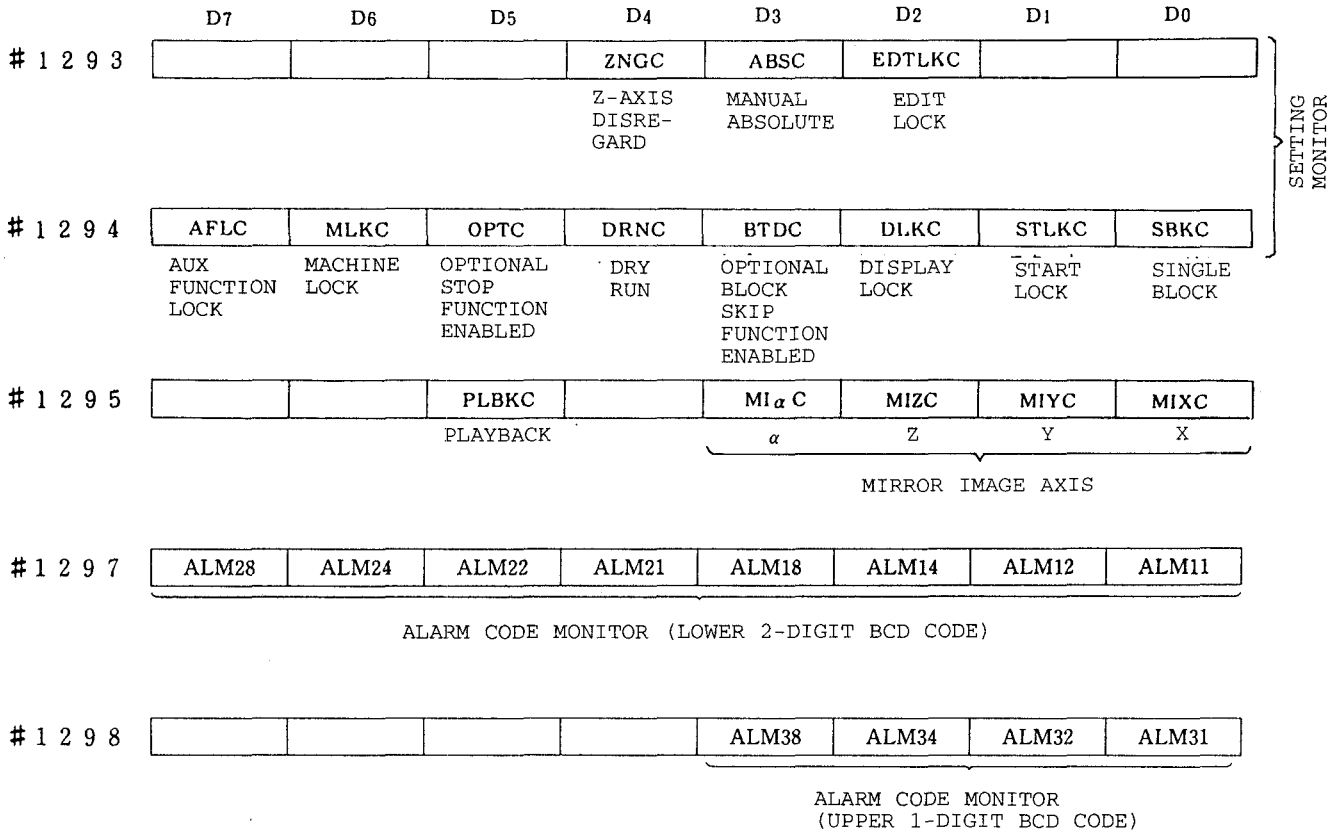 D7 D6 D5 D4 D3 D2 D1 D0
#1293 ZNGC ABSC EDTLKC
Z-AXIS MANUAL EDIT
DISRE- ABSOLUTE LOCK
GARD
SETTING
MONITOR
#1294 AFLC MLKC OPTC DRNC BTDC DLKC STLKC SBKC
AUX MACHINE OPTIONAL DRY OPTIONAL DISPLAY START SINGLE
FUNCTION LOCK STOP RUN BLOCK LOCK LOCK BLOCK
LOCK FUNCTION SKIP
ENABLED FUNCTION
ENABLED
#1295 PLBKC MIαC MIZC MIYC MIXC
PLAYBACK α Z Y X
MIRROR IMAGE AXIS
#1297 ALM28 ALM24 ALM22 ALM21 ALM18 ALM14 ALM12 ALM11
ALARM CODE MONITOR (LOWER 2-DIGIT BCD CODE)
#1298 ALM38 ALM34 ALM32 ALM31
ALARM CODE MONITOR
(UPPER 1-DIGIT BCD CODE)